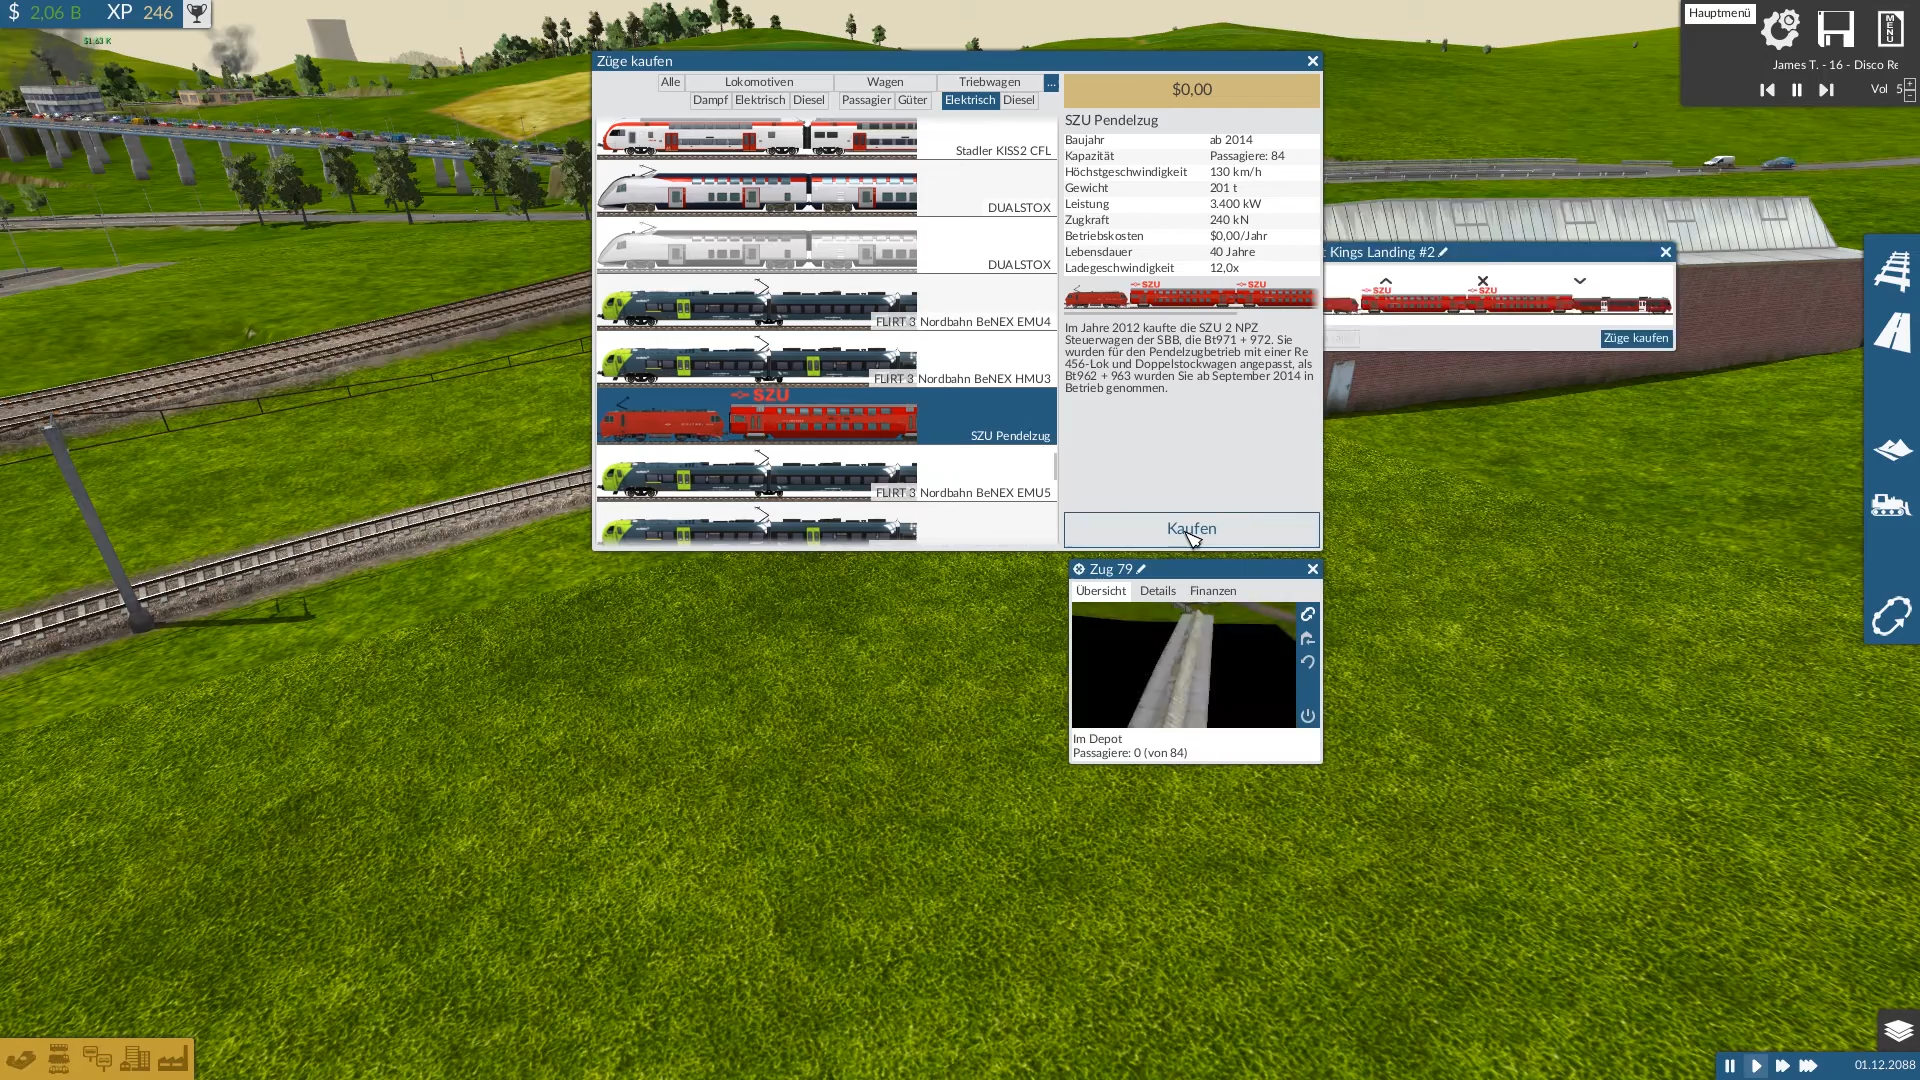 $ 2,06 B XP 246
$1,63 K
Hauptmenü
MENU
James T. - 16 - Disco Re
Vol 5
+
−
Züge kaufen
Alle Lokomotiven Wagen Triebwagen ...
Dampf Elektrisch Diesel Passagier Güter Elektrisch Diesel
Stadler KISS2 CFL
DUALSTOX
DUALSTOX
FLIRT 3 Nordbahn BeNEX EMU4
FLIRT 3 Nordbahn BeNEX HMU3
SZU
SZU Pendelzug
FLIRT 3 Nordbahn BeNEX EMU5
$0,00
SZU Pendelzug
Baujahr ab 2014
Kapazität Passagiere: 84
Höchstgeschwindigkeit 130 km/h
Gewicht 201 t
Leistung 3.400 kW
Zugkraft 240 kN
Betriebskosten $0,00/Jahr
Lebensdauer 40 Jahre
Ladegeschwindigkeit 12,0x
SZU SZU
Im Jahre 2012 kaufte die SZU 2 NPZ
Steuerwagen der SBB, die Bt971 + 972. Sie
wurden für den Pendelzugbetrieb mit einer Re
456-Lok und Doppelstockwagen angepasst, als
Bt962 + 963 wurden Sie ab September 2014 in
Betrieb genommen.
Kaufen
t Kings Landing #2
SZU SZU
Züge kaufen
Zug 79
Übersicht Details Finanzen
Im Depot
Passagiere: 0 (von 84)
01.12.2088